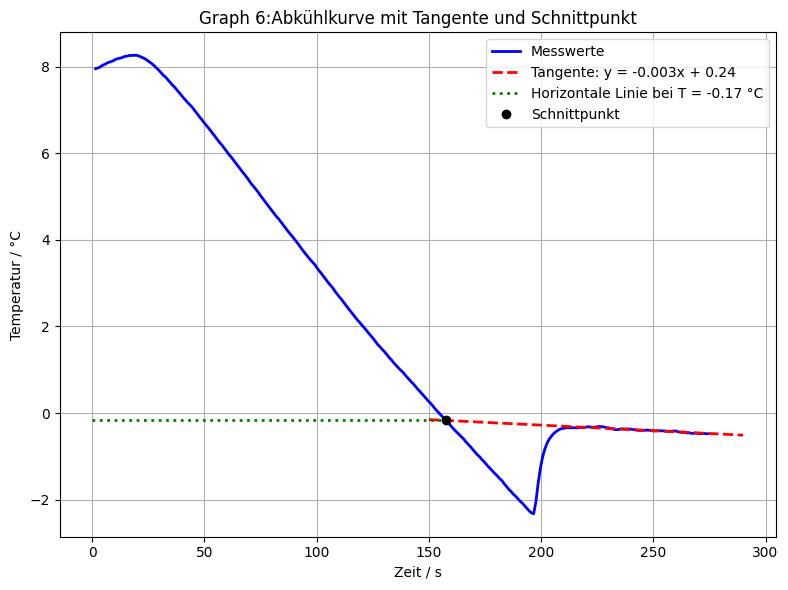 Graph 6:Abkühlkurve mit Tangente und Schnittpunkt
Messwerte
Tangente: y = -0.003x + 0.24
Horizontale Linie bei T = -0.17 °C
Schnittpunkt
Temperatur / °C
8
6
4
2
0
−2
0
50
100
150
200
250
300
Zeit / s